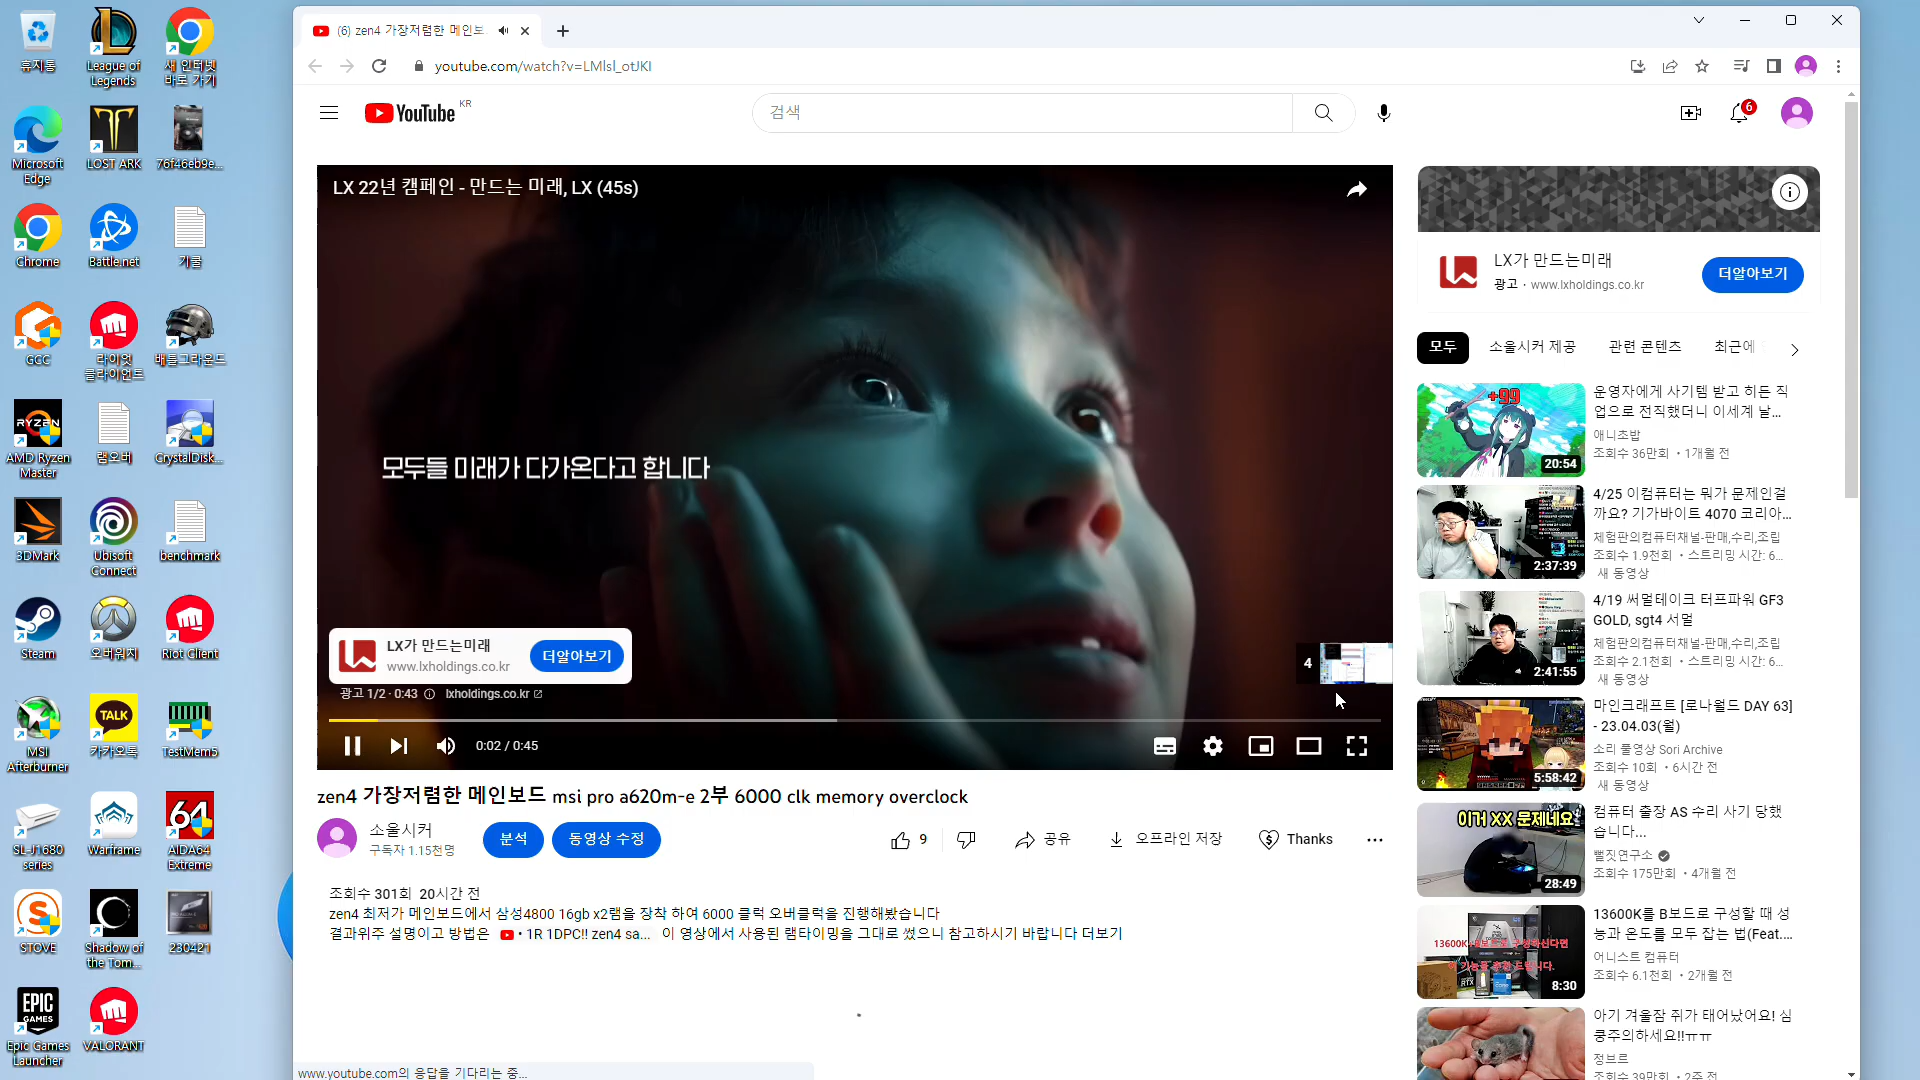 휴지통
League of Legends
새 인터넷 바로 가기
Microsoft Edge
LOST ARK
76f46eb9e...
Chrome
Battle.net
기쿨
GCC
라이엇 클라이언트
배틀그라운드
AMD Ryzen Master
램오버
CrystalDisk...
3DMark
Ubisoft Connect
benchmark
Steam
오버워치
Riot Client
MSI Afterburner
카카오톡
TestMem5
SL-J1680 series
Warframe
AIDA64 Extreme
STOVE
Shadow of the Tom...
230421
Epic Games Launcher
VALORANT
RYZEN
TALK
64
EPIC GAMES
(6) zen4 가장저렴한 메인보
youtube.com/watch?v=LMlsl_otJKI
YouTube KR
검색
6
LX 22년 캠페인 - 만드는 미래, LX (45s)
모두들 미래가 다가온다고 합니다
LX가 만드는미래
www.lxholdings.co.kr
더알아보기
4
광고 1/2 · 0:43 lxholdings.co.kr
0:02 / 0:45
zen4 가장저렴한 메인보드 msi pro a620m-e 2부 6000 clk memory overclock
소울시커
구독자 1.15천명
분석
동영상 수정
9
공유
오프라인 저장
Thanks
조회수 301회 20시간 전
zen4 최저가 메인보드에서 삼성4800 16gb x2램을 장착 하여 6000 클럭 오버클럭을 진행해봤습니다
결과위주 설명이고 방법은 • 1R 1DPC!! zen4 sa... 이 영상에서 사용된 램타이밍을 그대로 썼으니 참고하시기 바랍니다 더보기
www.youtube.com의 응답을 기다리는 중...
LX가 만드는미래
광고 · www.lxholdings.co.kr
더알아보기
모두
소울시커 제공
관련 콘텐츠
최근에
+99
20:54
운영자에게 사기템 받고 히든 직
업으로 전직했더니 이세계 날...
애니초밥
조회수 36만회 • 1개월 전
2:37:39
4/25 이컴퓨터는 뭐가 문제인걸
까요? 기가바이트 4070 코리아...
체험판의컴퓨터채널-판매,수리,조립
조회수 1.9천회 • 스트리밍 시간: 6...
새 동영상
2:41:55
4/19 써멀테이크 터프파워 GF3
GOLD, sgt4 서멀
체험판의컴퓨터채널-판매,수리,조립
조회수 2.1천회 • 스트리밍 시간: 6...
새 동영상
5:58:42
마인크래프트 [로나월드 DAY 63]
- 23.04.03(월)
소리 풀영상 Sori Archive
조회수 10회 • 6시간 전
새 동영상
이거 XX 문제네요
28:49
컴퓨터 출장 AS 수리 사기 당했
습니다...
뻘짓연구소
조회수 175만회 • 4개월 전
8:30
13600K를 B보드로 구성할 때 성
능과 온도를 모두 잡는 법(Feat....
어니스트 컴퓨터
조회수 6.1천회 • 2개월 전
아기 겨울잠 쥐가 태어났어요! 심
쿵주의하세요!!ㅠㅠ
정브르
조회수 39만회 • 2주 전